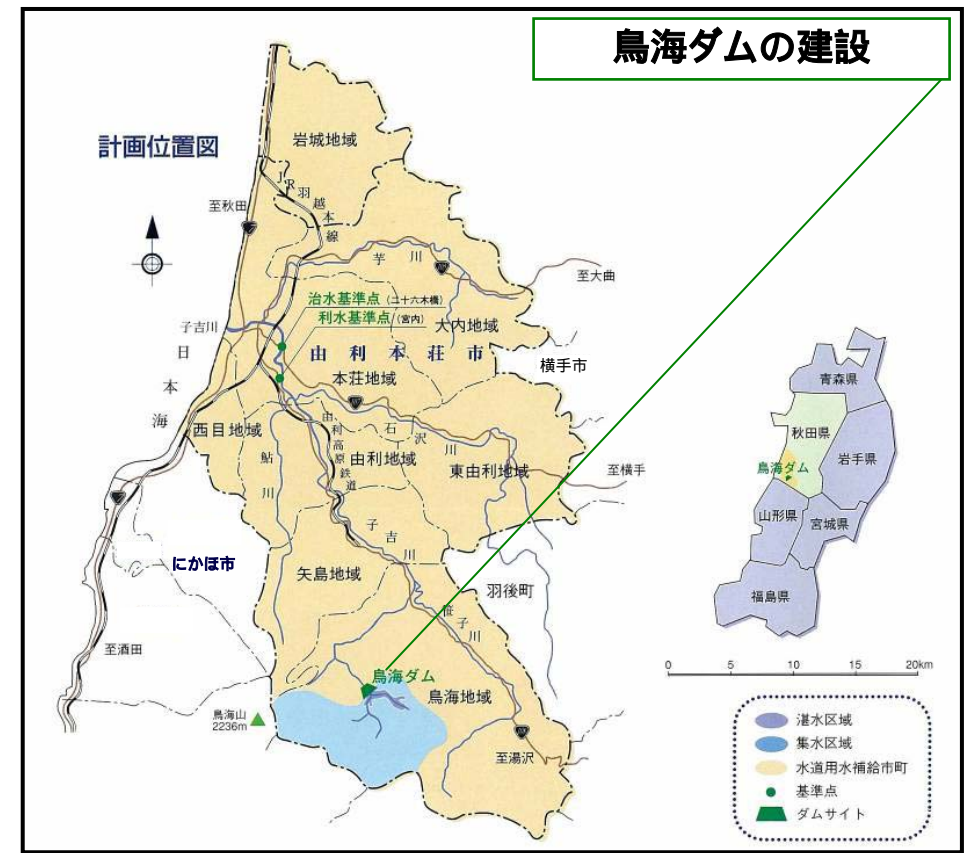 鳥海ダムの建設
計画位置図
岩城地域
JR羽越本線
至秋田
芋川
至大曲
治水基準点(二十六木橋)
利水基準点(宮内)
大内地域
子吉川
日本海
由利本荘市
横手市
本荘地域
西目地域
由利高原鉄道
石沢川
鮎川
由利地域
東由利地域
至横手
子吉川
にかほ市
矢島地域
羽後町
笹子川
至酒田
鳥海ダム
鳥海地域
鳥海山
2236m
至湯沢
青森県
秋田県
岩手県
鳥海ダム
山形県
宮城県
福島県
0 5 10 15 20km
湛水区域
集水区域
水道用水補給市町
基準点
ダムサイト